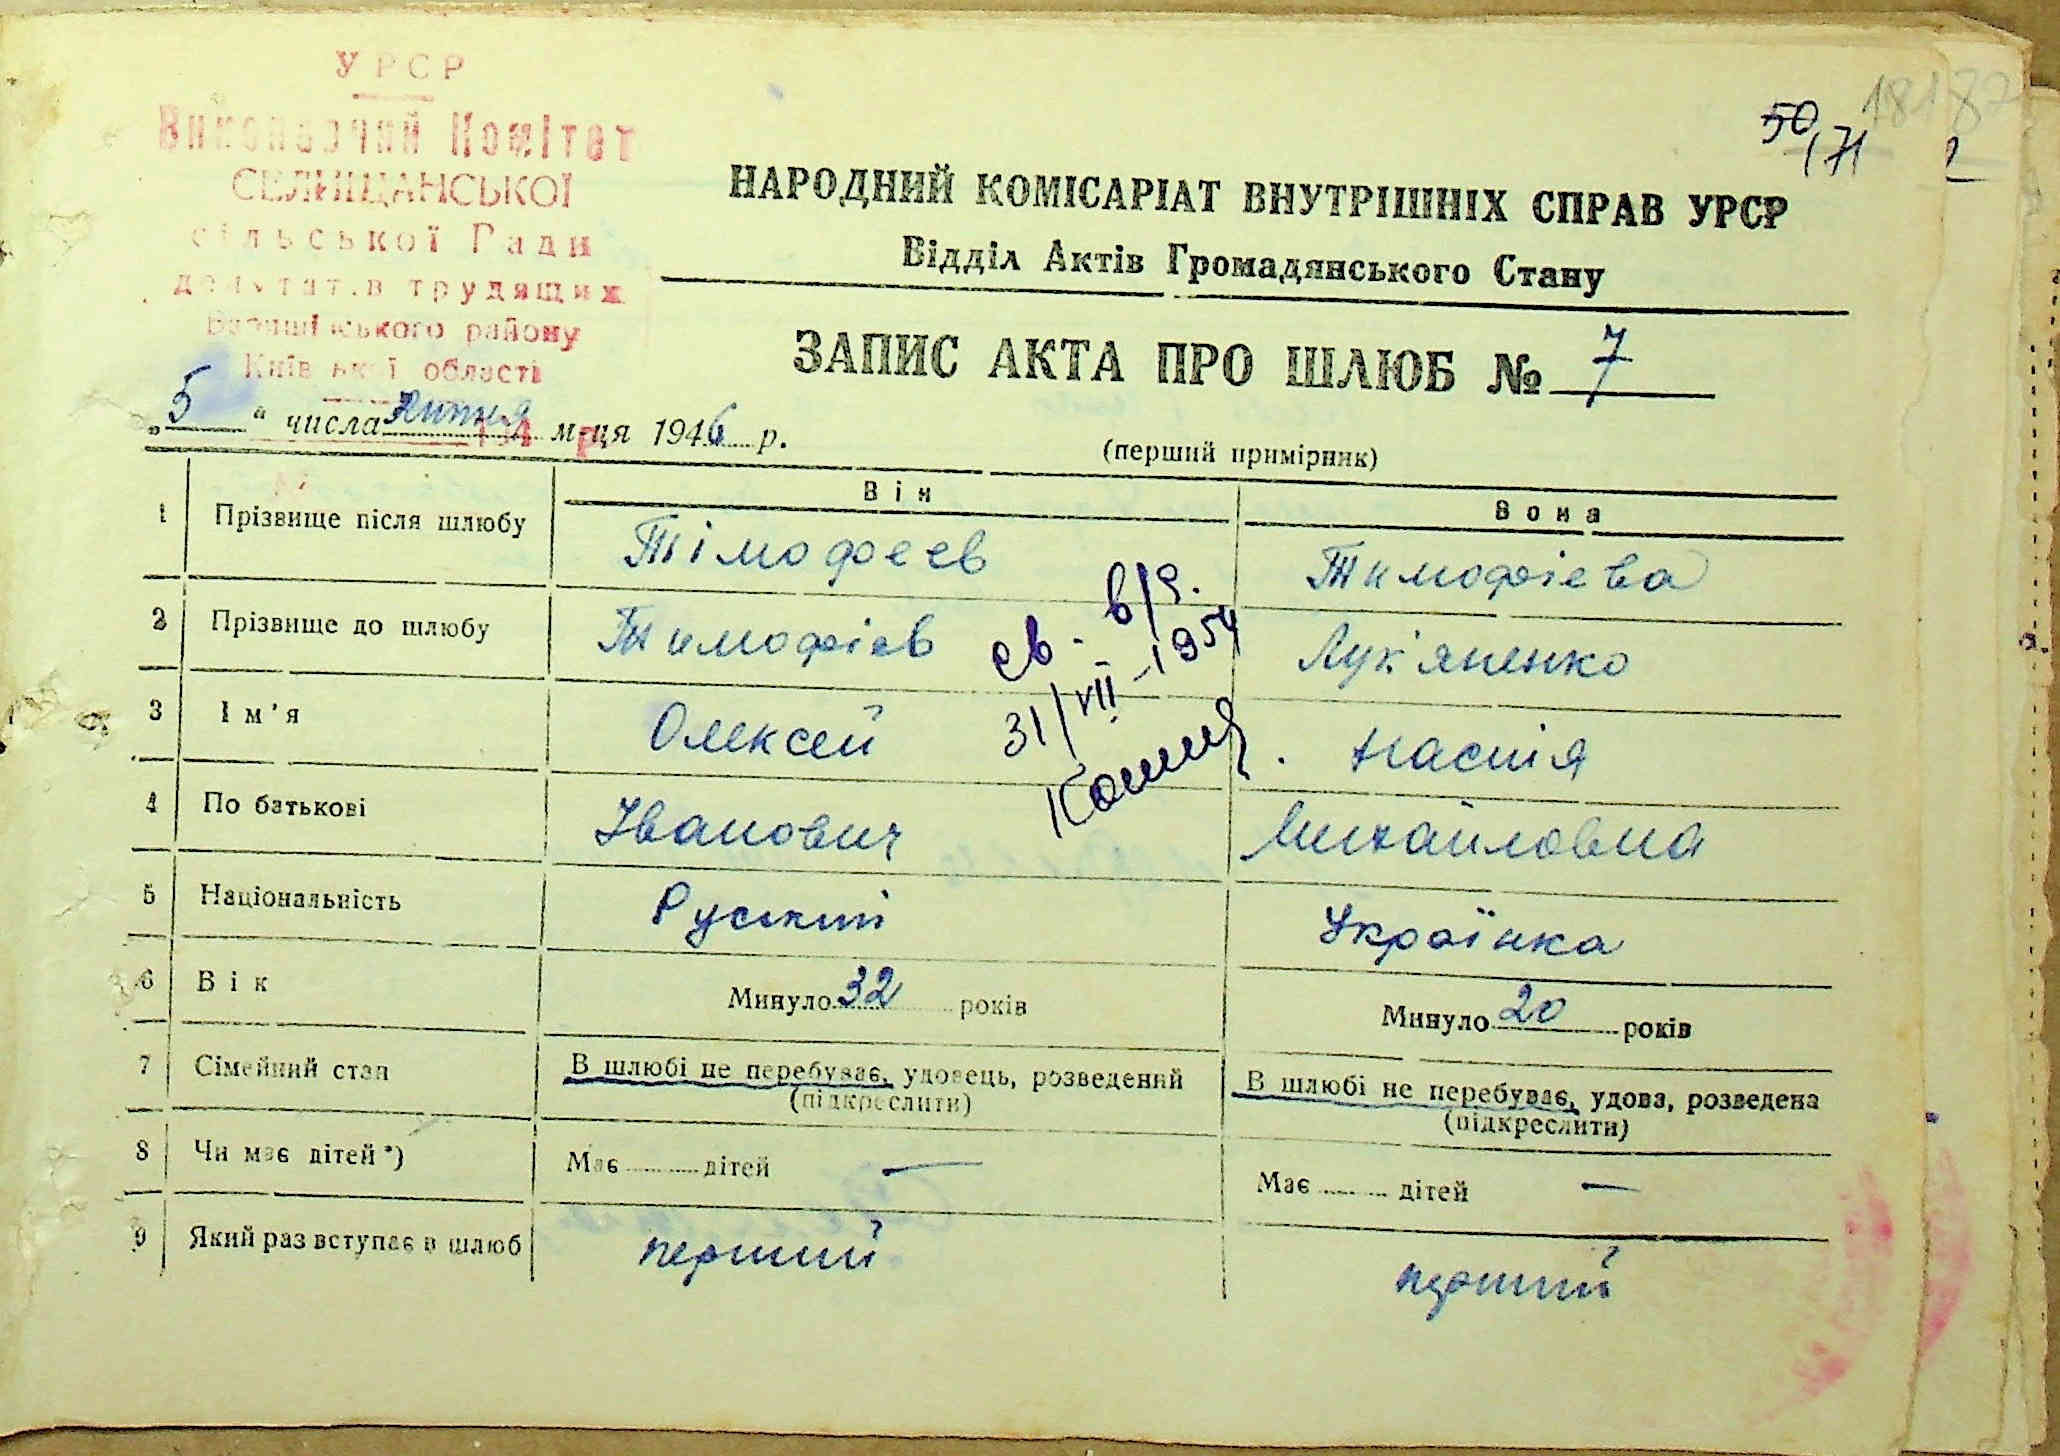 УРСР
Виконавчий Комітет
СЕЛИЩАНСЬКОЇ
сільської Ради
депутатів трудящих
району
Київської області
50 18187
171
НАРОДНИЙ КОМІСАРІАТ ВНУТРІШНІХ СПРАВ УРСР
Відділ Актів Громадянського Стану
ЗАПИС АКТА ПРО ШЛЮБ № 7
„5“ числа липня м-ця 1946 р.
(перший примірник)
Він Вона
1 Прізвище після шлюбу Тімофеев Тимофієва
2 Прізвище до шлюбу Тимофієв Лук'яненко
св. в/ч.
31/VII-1954
3 Ім'я Олексей Настія
4 По батькові Іванович Михайловна
5 Національність Руський Українка
6 Вік Минуло 32 років Минуло 20 років
7 Сімейний стан В шлюбі не перебуває, удовець, розведений В шлюбі не перебуває, удова, розведена
(підкреслити) (підкреслити)
8 Чи має дітей*) Має ........ дітей — Має ........ дітей —
9 Який раз вступає в шлюб перший перший